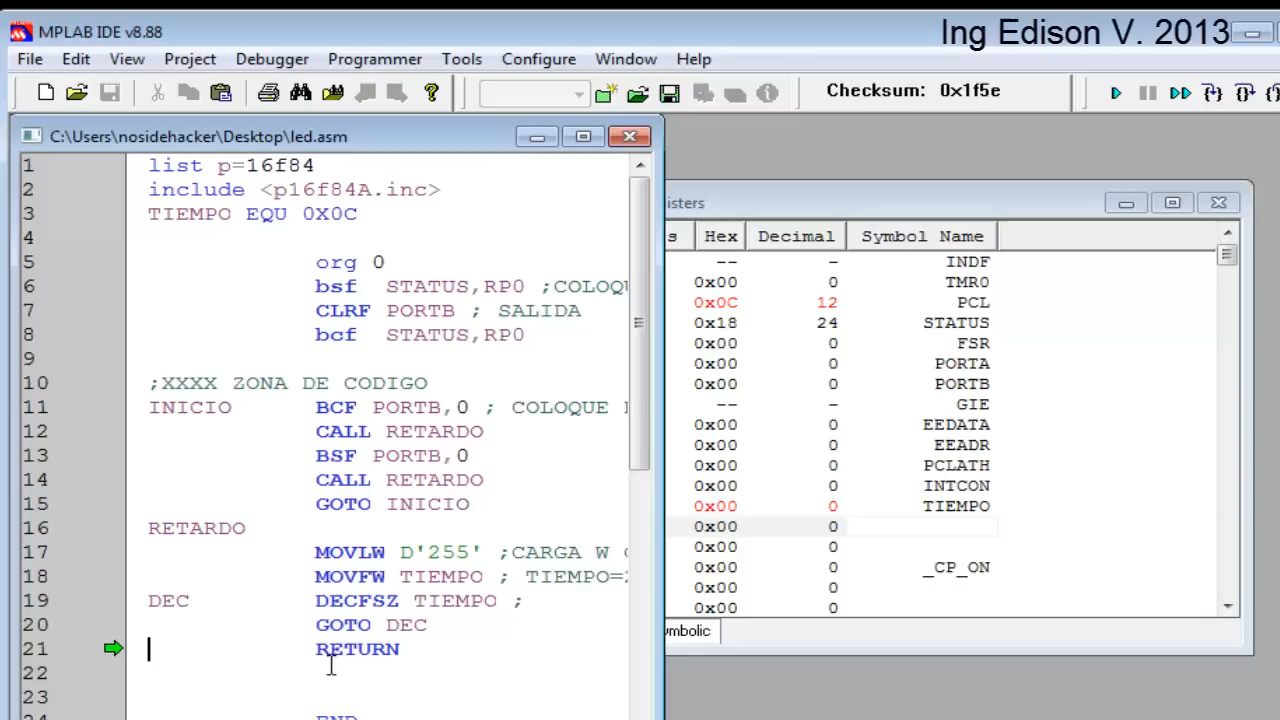 MPLAB IDE v8.88
Ing Edison V. 2013
File Edit View Project Debugger Programmer Tools Configure Window Help
Checksum: 0x1f5e
C:\Users\nosidehacker\Desktop\led.asm
1 list p=16f84
2 include <p16f84A.inc>
3 TIEMPO EQU 0X0C
4
5 org 0
6 bsf STATUS,RP0 ;COLOQU
7 CLRF PORTB ; SALIDA
8 bcf STATUS,RP0
9
10 ;XXXX ZONA DE CODIGO
11 INICIO BCF PORTB,0 ; COLOQUE
12 CALL RETARDO
13 BSF PORTB,0
14 CALL RETARDO
15 GOTO INICIO
16 RETARDO
17 MOVLW D'255' ;CARGA W
18 MOVFW TIEMPO ; TIEMPO=2
19 DEC DECFSZ TIEMPO ;
20 GOTO DEC
21 RETURN
22
23
24 END
isters
s Hex Decimal Symbol Name
-- - INDF
0x00 0 TMR0
0x0C 12 PCL
0x18 24 STATUS
0x00 0 FSR
0x00 0 PORTA
0x00 0 PORTB
-- - GIE
0x00 0 EEDATA
0x00 0 EEADR
0x00 0 PCLATH
0x00 0 INTCON
0x00 0 TIEMPO
0x00 0
0x00 0
0x00 0 _CP_ON
0x00 0
0x00 0
ymbolic